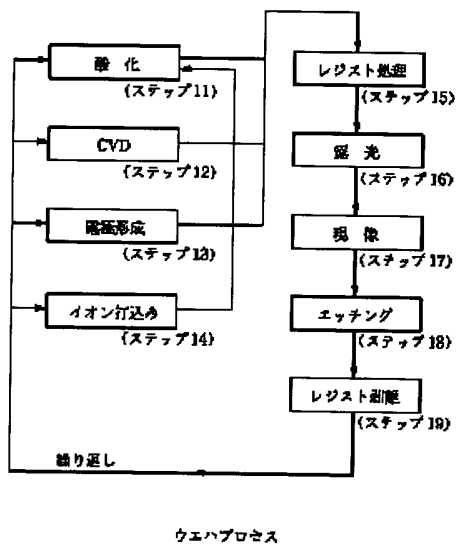 酸化
(ステップ11)
CVD
(ステップ12)
電極形成
(ステップ13)
イオン打込み
(ステップ14)
レジスト処理
(ステップ15)
露光
(ステップ16)
現像
(ステップ17)
エッチング
(ステップ18)
レジスト剥離
(ステップ19)
繰り返し
ウエハプロセス